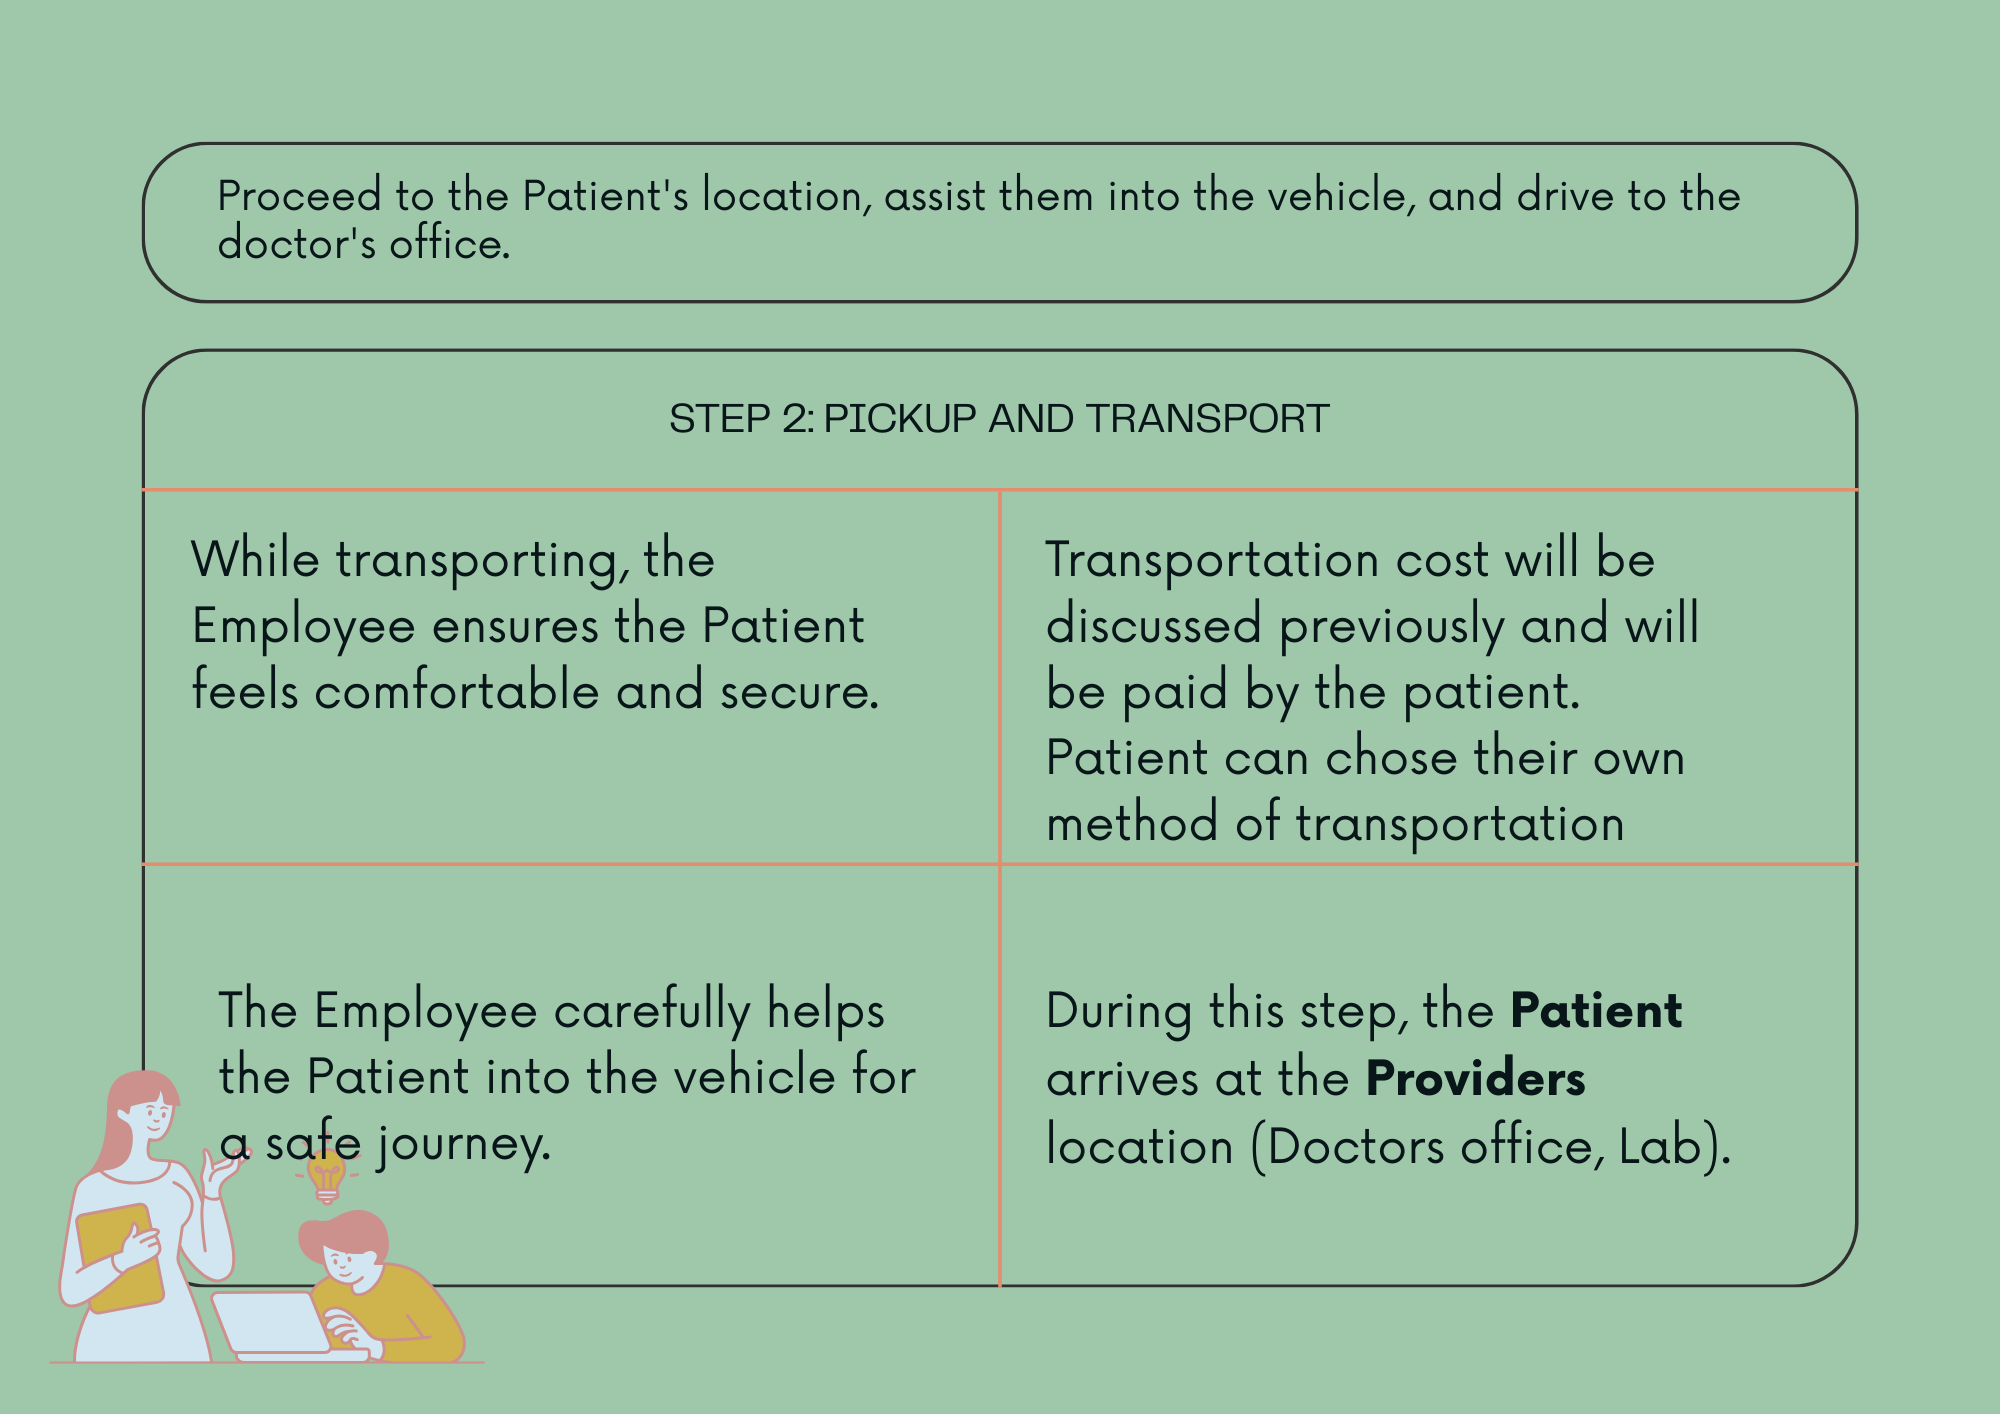 Proceed to the Patient's location, assist them into the vehicle, and drive to the
doctor's office.
STEP 2: PICKUP AND TRANSPORT
While transporting, the
Employee ensures the Patient
feels comfortable and secure.
Transportation cost will be
discussed previously and will
be paid by the patient.
Patient can chose their own
method of transportation
The Employee carefully helps
the Patient into the vehicle for
a safe journey.
During this step, the Patient
arrives at the Providers
location (Doctors office, Lab).